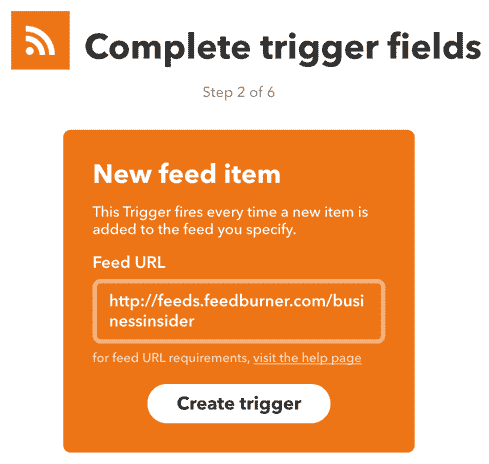 Complete trigger fields
Step 2 of 6
New feed item
This Trigger fires every time a new item is
added to the feed you specify.
Feed URL
http://feeds.feedburner.com/busi
nessinsider
for feed URL requirements, visit the help page
Create trigger